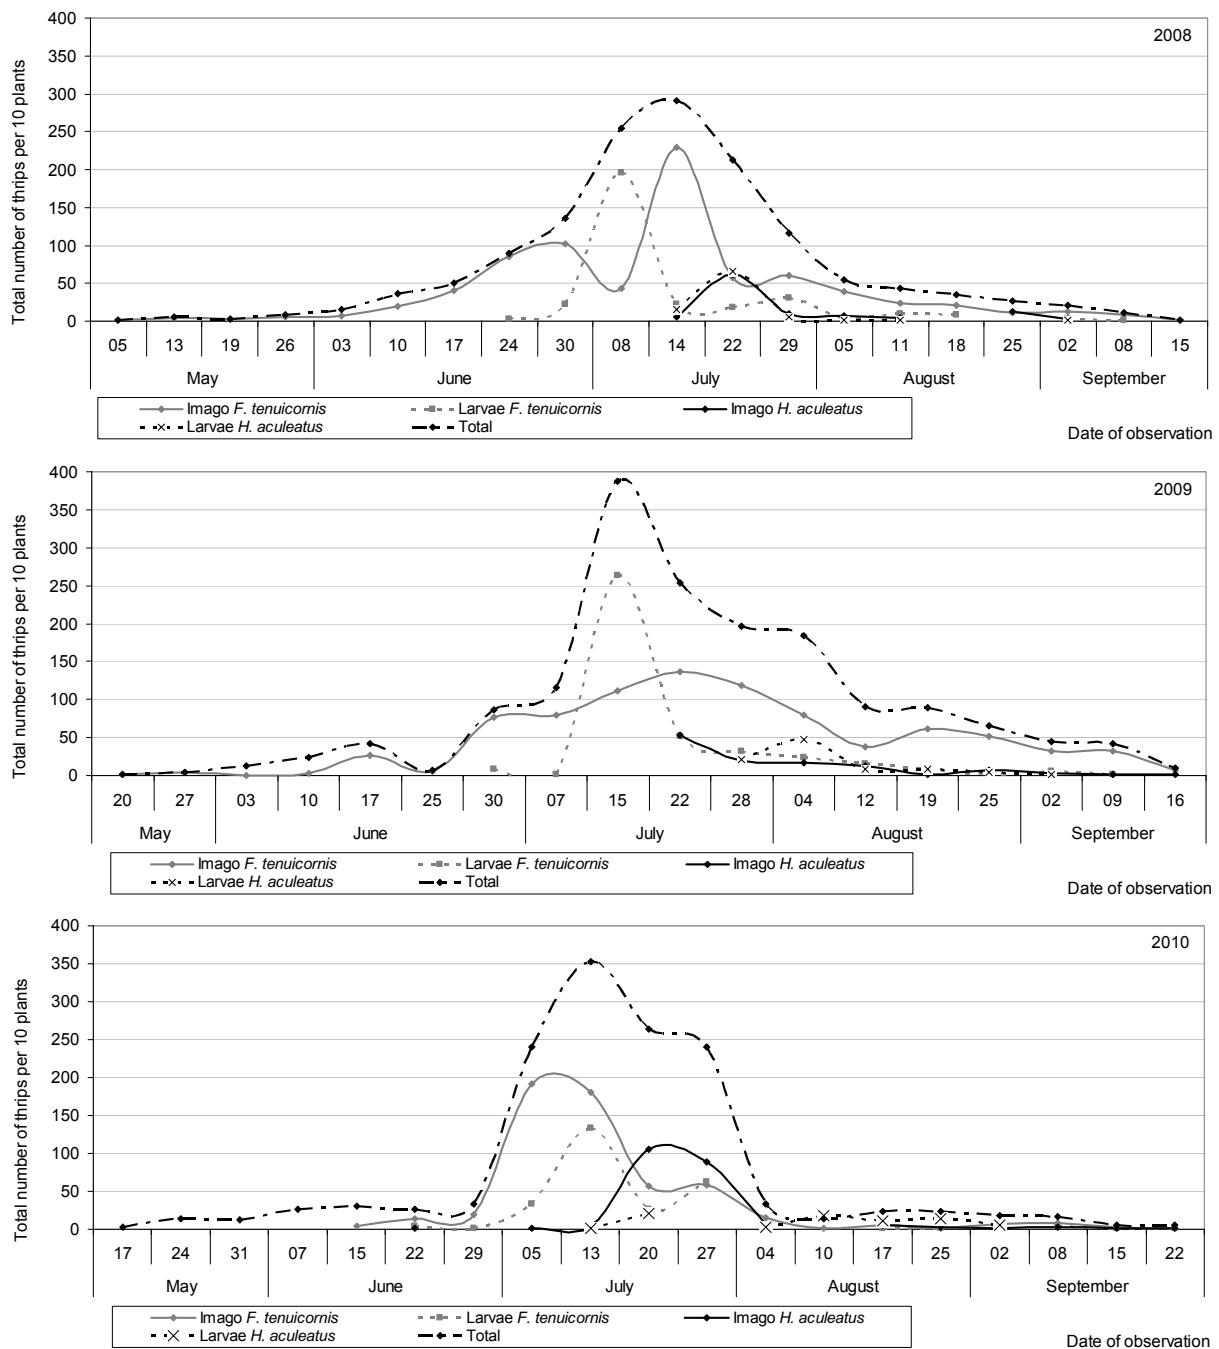 Total number of thrips per 10 plants
400
350
300
250
200
150
100
50
0
2008
05 13 19 26 03 10 17 24 30 08 14 22 29 05 11 18 25 02 08 15
May June July August September
Imago F. tenuicornis Larvae F. tenuicornis Imago H. aculeatus
Larvae H. aculeatus Total
Date of observation
Total number of thrips per 10 plants
400
350
300
250
200
150
100
50
0
2009
20 27 03 10 17 25 30 07 15 22 28 04 12 19 25 02 09 16
May June July August September
Imago F. tenuicornis Larvae F. tenuicornis Imago H. aculeatus
Larvae H. aculeatus Total
Date of observation
Total number of thrips per 10 plants
400
350
300
250
200
150
100
50
0
2010
17 24 31 07 15 22 29 05 13 20 27 04 10 17 25 02 08 15 22
May June July August September
Imago F. tenuicornis Larvae F. tenuicornis Imago H. aculeatus
Larvae H. aculeatus Total
Date of observation